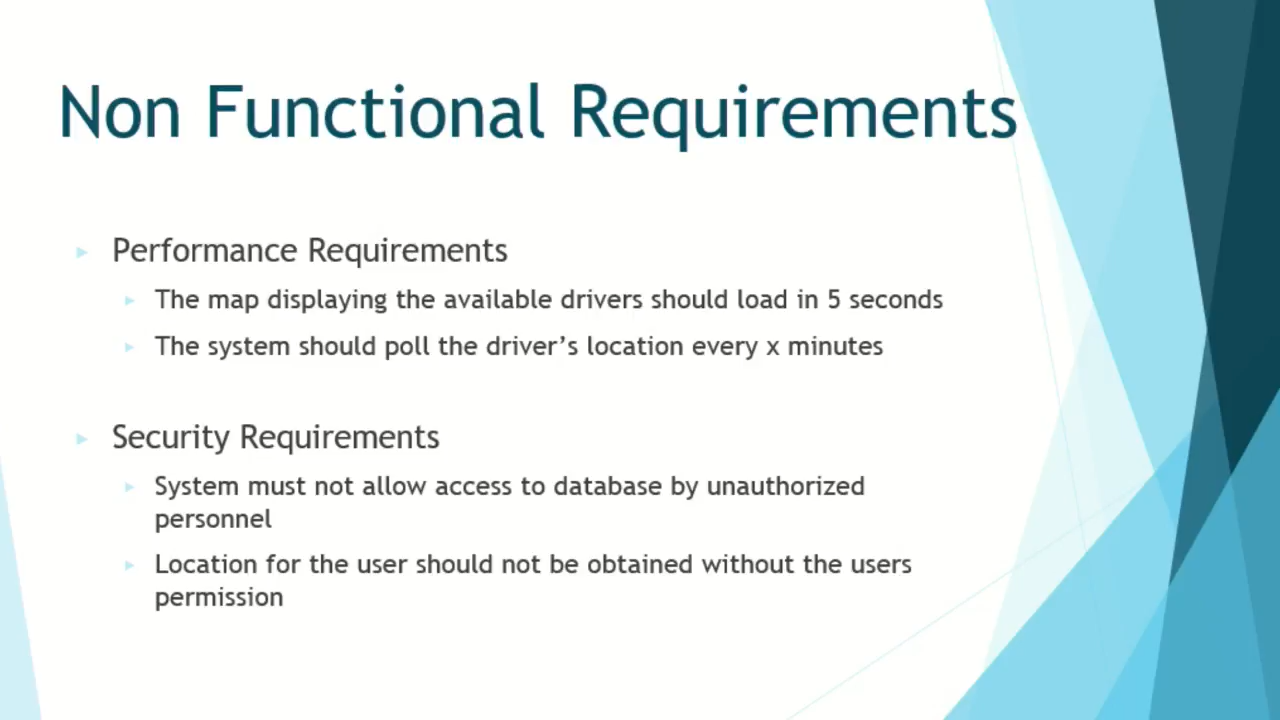 Non Functional Requirements
Performance Requirements
The map displaying the available drivers should load in 5 seconds
The system should poll the driver’s location every x minutes
Security Requirements
System must not allow access to database by unauthorized
personnel
Location for the user should not be obtained without the users
permission